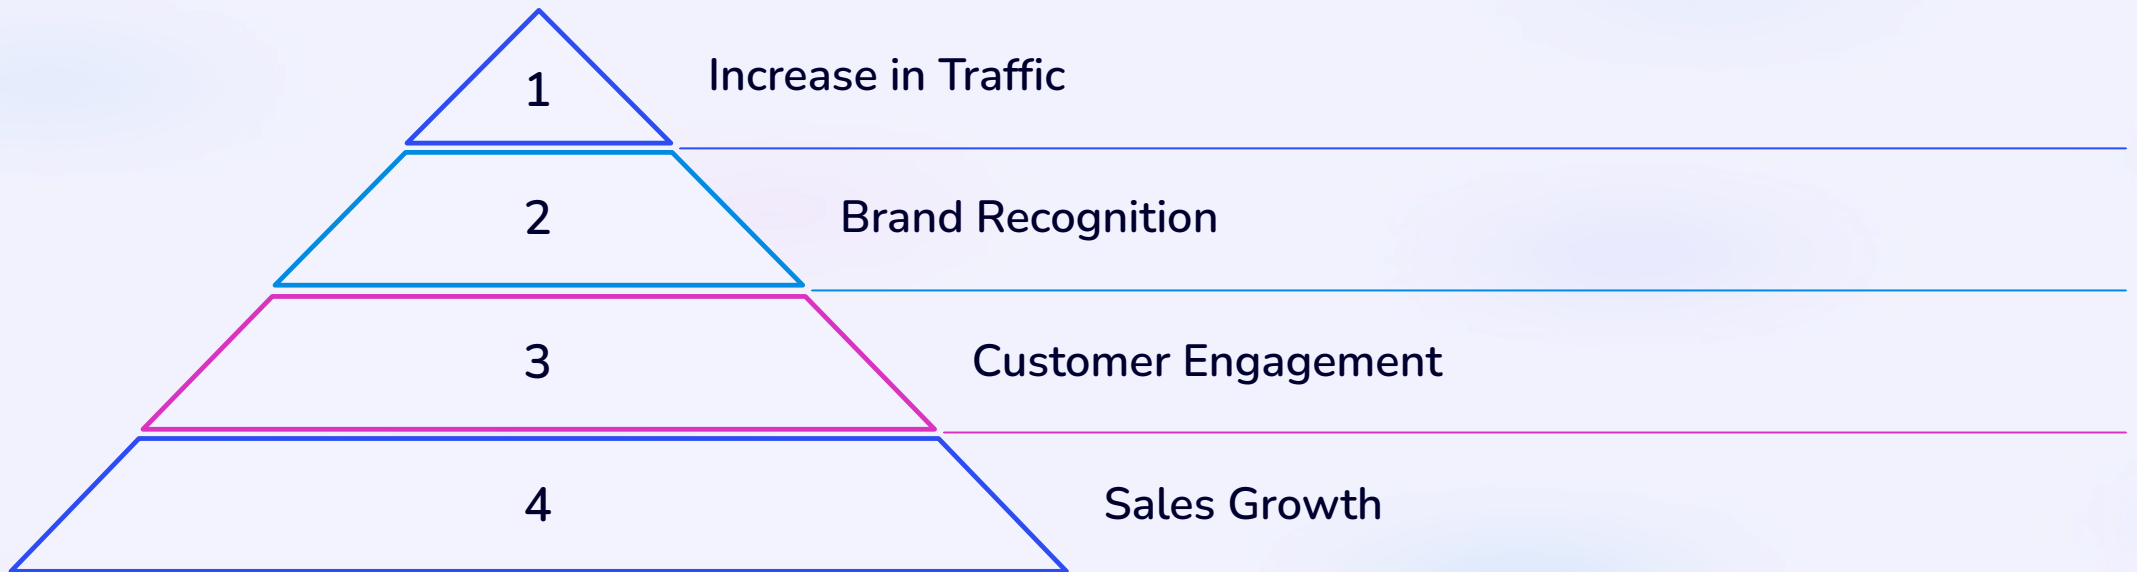 1
Increase in Traffic
2
Brand Recognition
3
Customer Engagement
4
Sales Growth